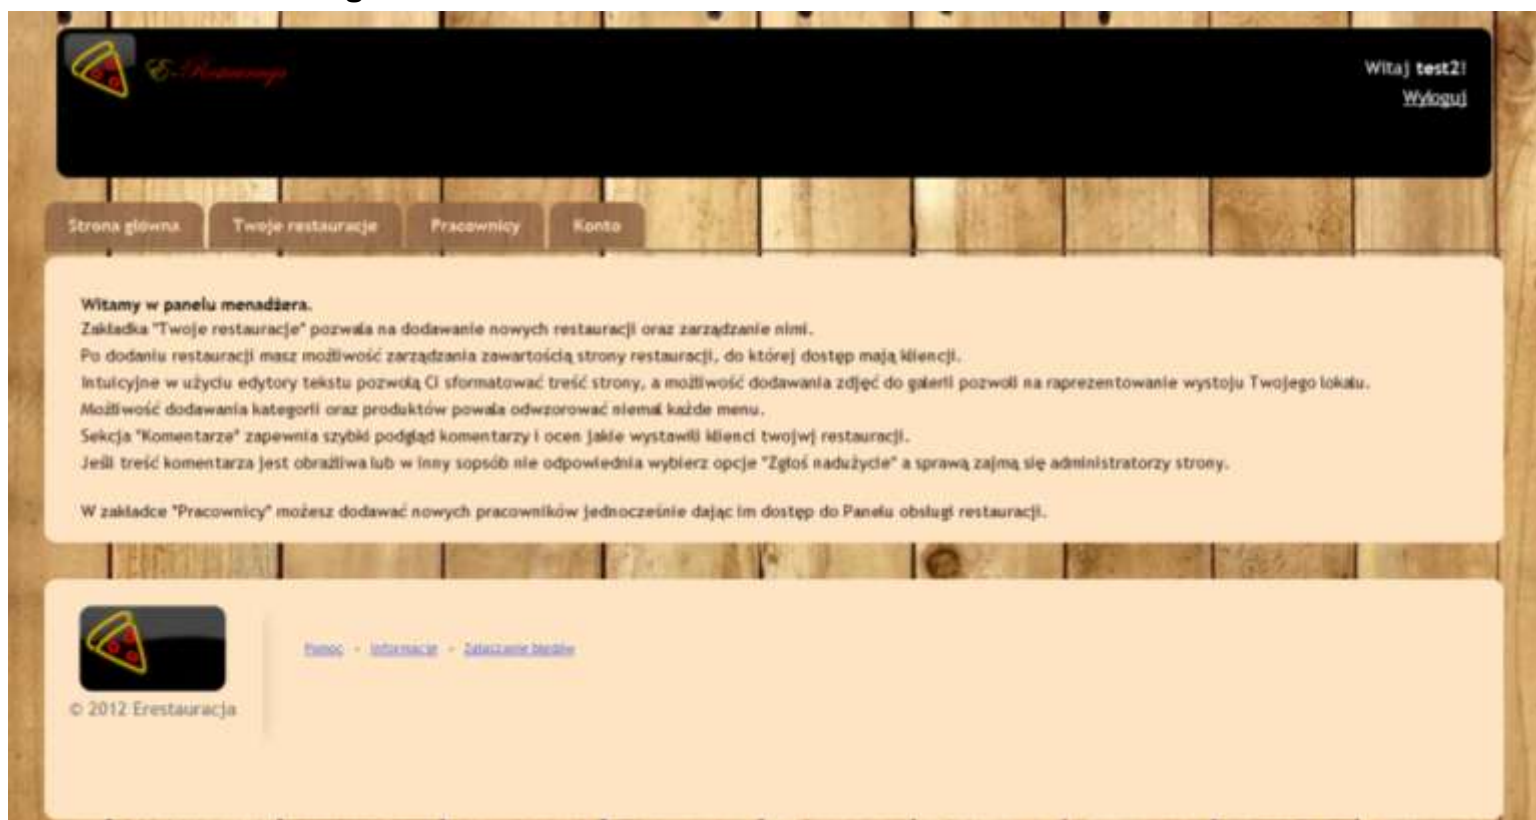 E-Restauracja
Witaj test2!
Wyloguj
Strona główna Twoje restauracje Pracownicy Konto
Witamy w panelu menadżera.
Zakładka "Twoje restauracje" pozwala na dodawanie nowych restauracji oraz zarządzanie nimi.
Po dodaniu restauracji masz możliwość zarządzania zawartością strony restauracji, do której dostęp mają kliencji.
Intuicyjne w użyciu edytory tekstu pozwolą Ci sformatować treść strony, a możliwość dodawania zdjęć do galerii pozwoli na raprezentowanie wystoju Twojego lokalu.
Możliwość dodawania kategorii oraz produktów powala odwzorować niemal każde menu.
Sekcja "Komentarze" zapewnia szybki podgląd komentarzy i ocen jakie wystawili klienci twojwj restauracji.
Jeśli treść komentarza jest obraźliwa lub w inny sopsób nie odpowiednia wybierz opcje "Zgłoś nadużycie" a sprawą zajmą się administratorzy strony.
W zakładce "Pracownicy" możesz dodawać nowych pracowników jednocześnie dając im dostęp do Panelu obsługi restauracji.
Pomoc - Informacje - Zgłaszanie błędów
© 2012 Erestauracja